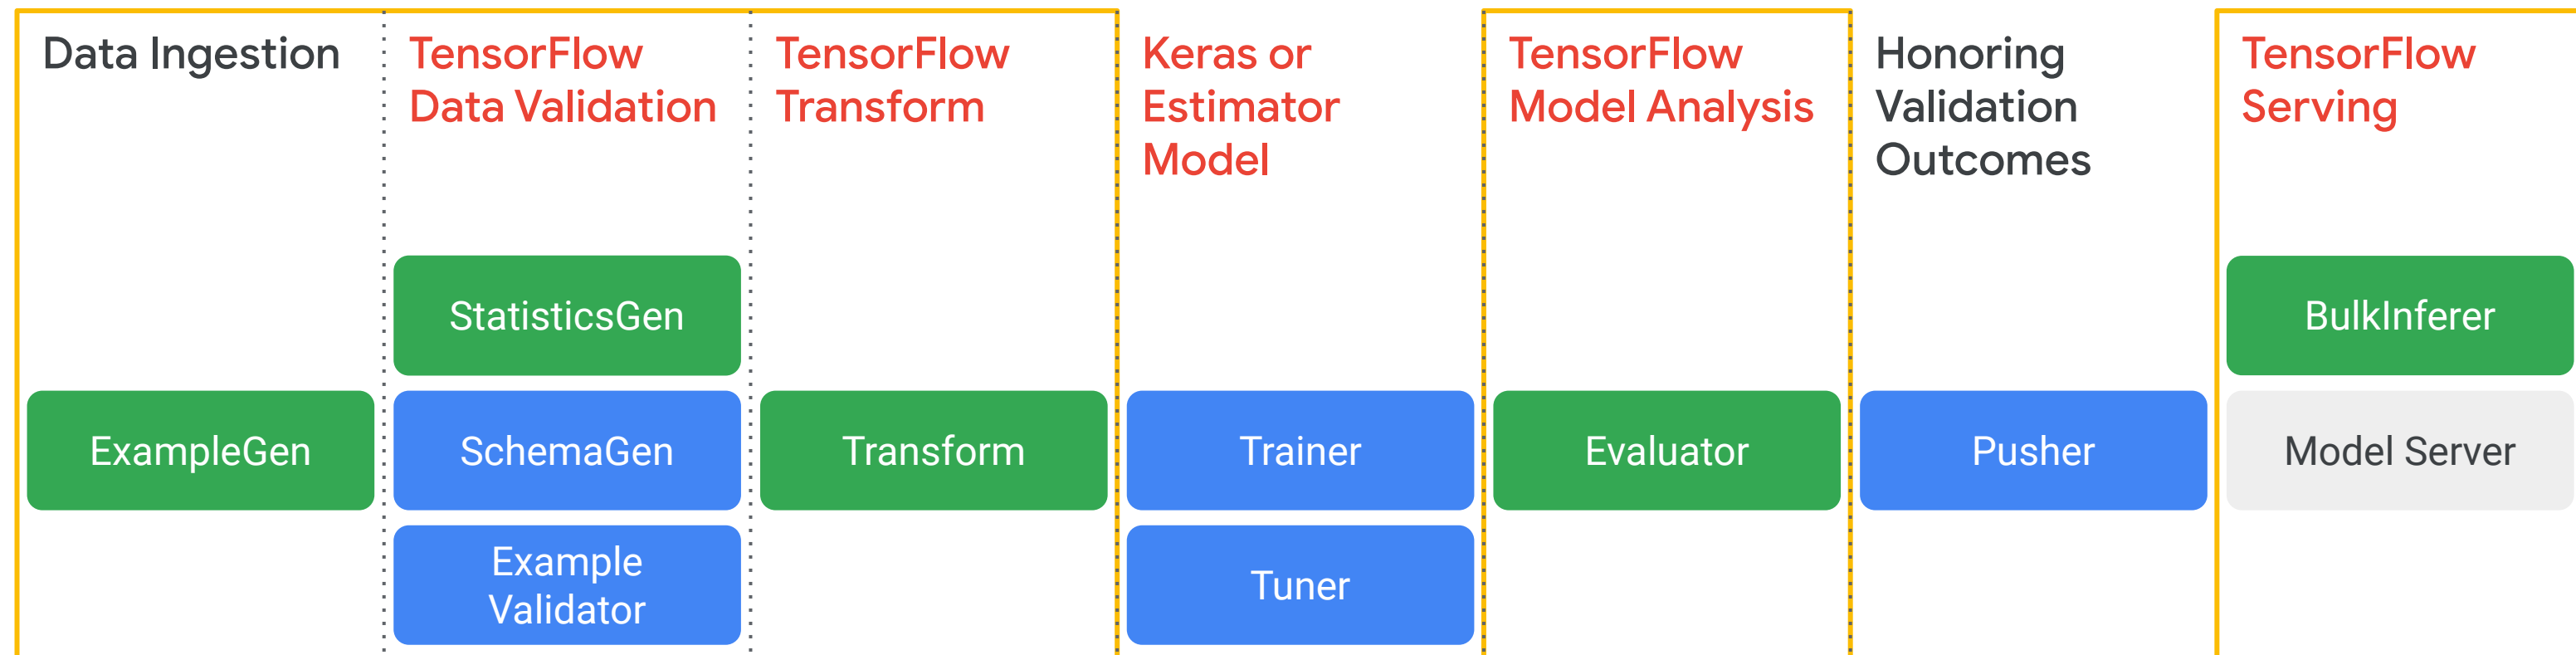 Data Ingestion
TensorFlow
Data Validation
TensorFlow
Transform
Keras or
Estimator
Model
TensorFlow
Model Analysis
Honoring
Validation
Outcomes
TensorFlow
Serving
StatisticsGen
BulkInferer
ExampleGen
SchemaGen
Transform
Trainer
Evaluator
Pusher
Model Server
Example
Validator
Tuner